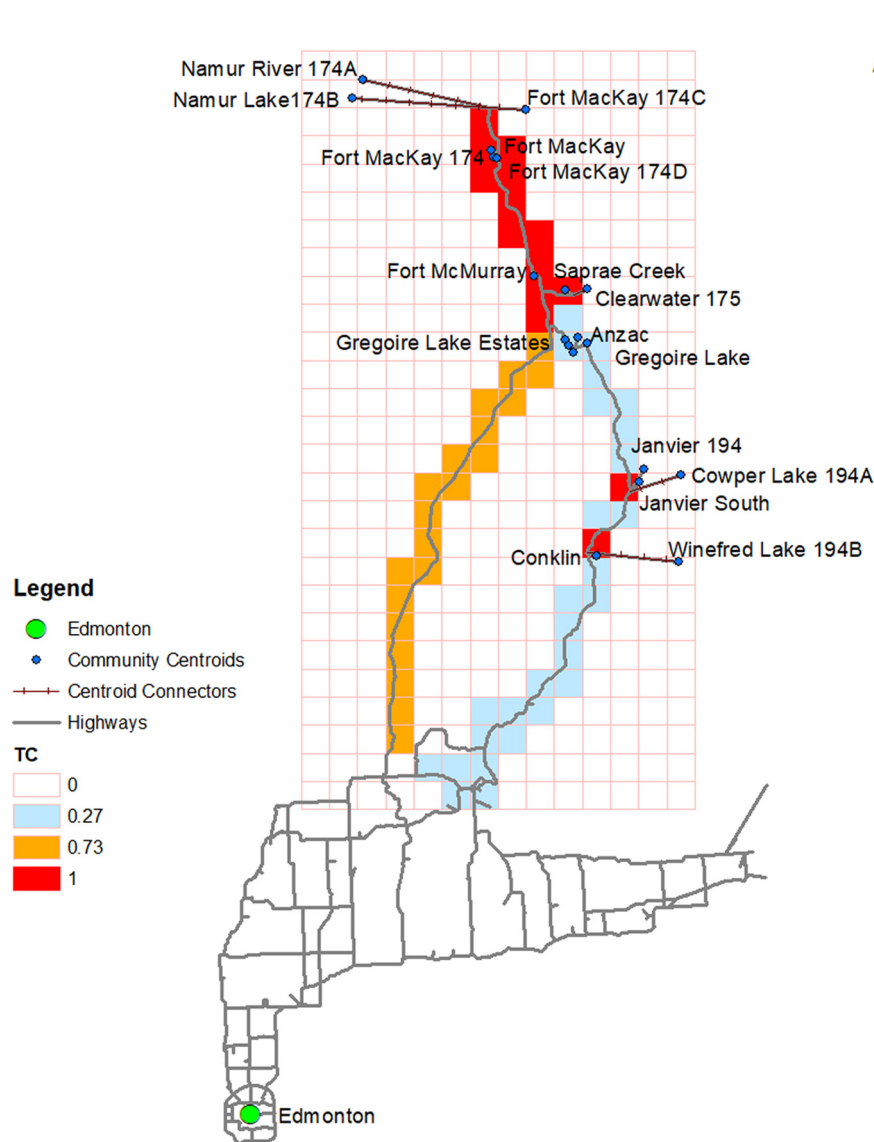 Namur River 174A
Namur Lake174B
Fort MacKay 174C
Fort MacKay
Fort MacKay 174
Fort MacKay 174D
Fort McMurray
Saprae Creek
Clearwater 175
Gregoire Lake Estates
Anzac
Gregoire Lake
Janvier 194
Cowper Lake 194A
Janvier South
Conklin
Winefred Lake 194B
Legend
Edmonton
Community Centroids
Centroid Connectors
Highways
TC
0
0.27
0.73
1
Edmonton